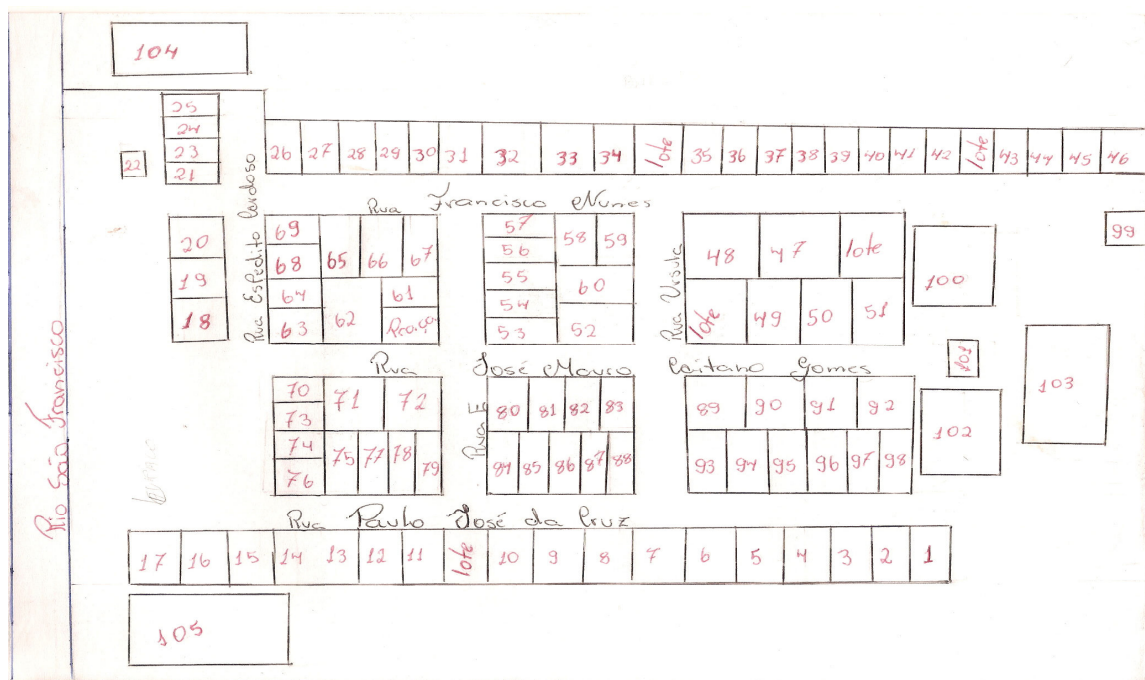 104
25
24
23
22
21
26 27 28 29 30 31 32 33 34 lote 35 36 37 38 39 40 41 42 lote 43 44 45 46
Rua Francisco Nunes
Rua Espedito Cardoso
20
19
18
69
68
65 66 67
64
63
62
61
Praça
57
56
55
54
53
58 59
60
52
Rua Ursula
48 47 lote
lote 49 50 51
99
100
101
102
103
Rua José Mouro Caitano Gomes
70
73
74
76
71 72
75 77 78 79
Rua E
80 81 82 83
84 85 86 87 88
89 90 91 92
93 94 95 96 97 98
Rio São Francisco
Rua Paulo José da Cruz
17 16 15 14 13 12 11 lote 10 9 8 7 6 5 4 3 2 1
105